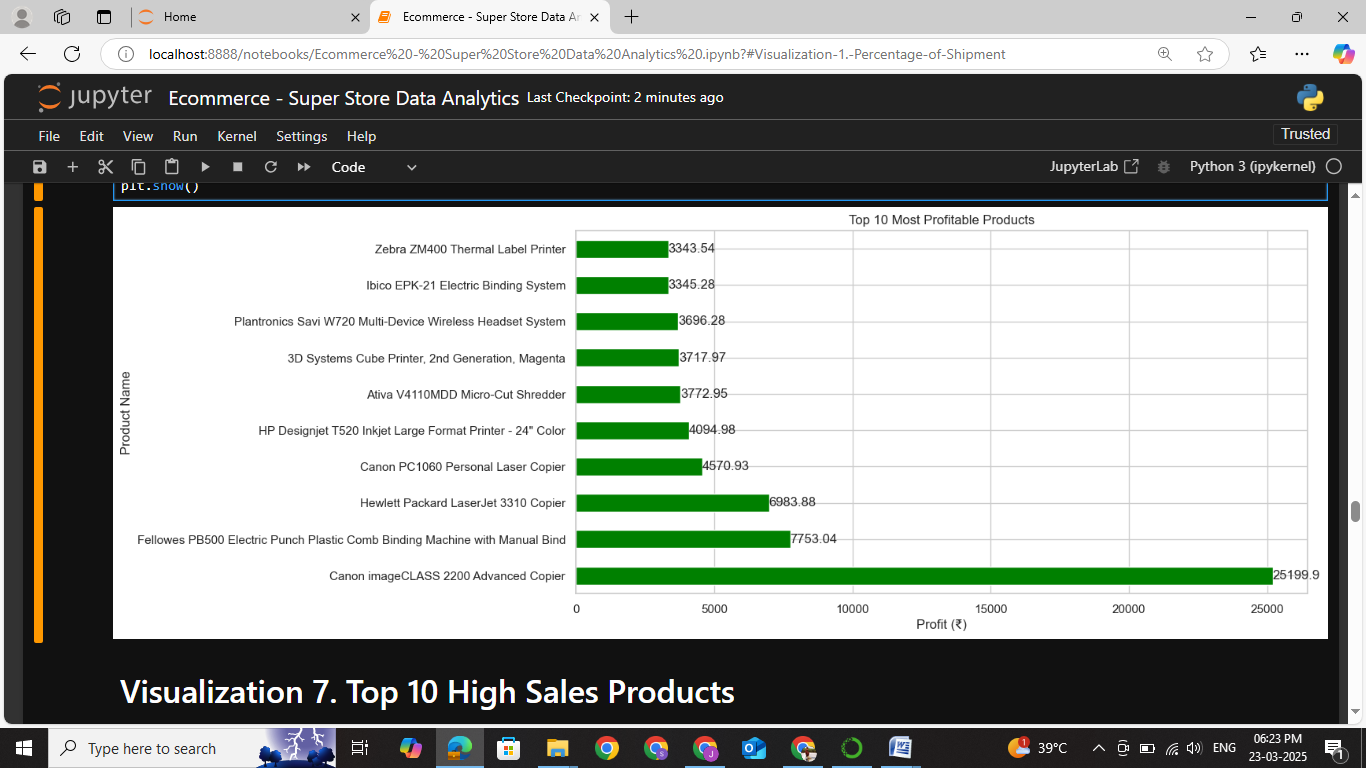 Home
Ecommerce - Super Store Data Ar
localhost:8888/notebooks/Ecommerce%20-%20Super%20Store%20Data%20Analytics%20.ipynb?#Visualization-1.-Percentage-of-Shipment
jupyter Ecommerce - Super Store Data Analytics Last Checkpoint: 2 minutes ago
File Edit View Run Kernel Settings Help Trusted
Code JupyterLab Python 3 (ipykernel)
plt.show()
Top 10 Most Profitable Products
Product Name
Zebra ZM400 Thermal Label Printer 3343.54
Ibico EPK-21 Electric Binding System 3345.28
Plantronics Savi W720 Multi-Device Wireless Headset System 3696.28
3D Systems Cube Printer, 2nd Generation, Magenta 3717.97
Ativa V4110MDD Micro-Cut Shredder 3772.95
HP Designjet T520 Inkjet Large Format Printer - 24" Color 4094.98
Canon PC1060 Personal Laser Copier 4570.93
Hewlett Packard LaserJet 3310 Copier 6983.88
Fellowes PB500 Electric Punch Plastic Comb Binding Machine with Manual Bind 7753.04
Canon imageCLASS 2200 Advanced Copier 25199.9
0 5000 10000 15000 20000 25000
Profit (₹)
Visualization 7. Top 10 High Sales Products
Type here to search
1 39°C ENG 06:23 PM
23-03-2025 1